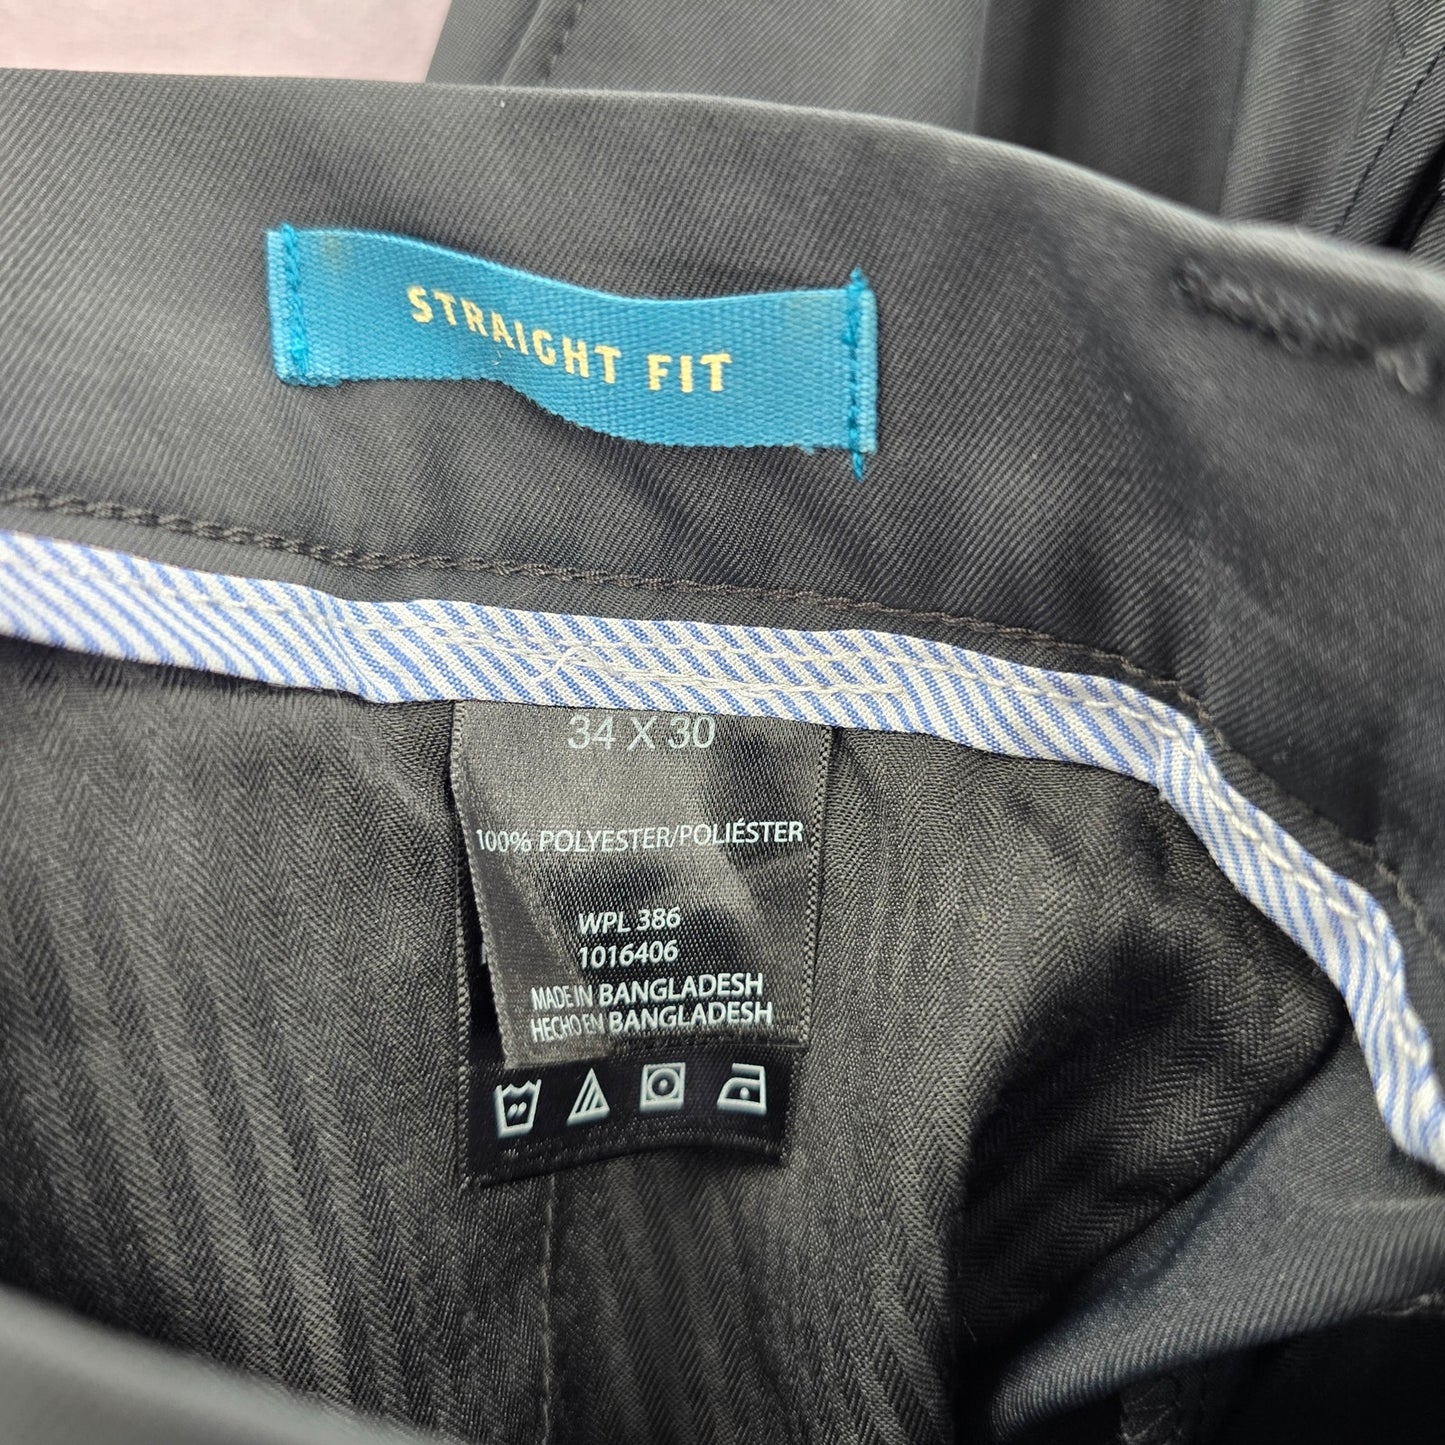 STRAIGHT FIT
34 X 30
100% POLYESTER/POLIÉSTER
WPL 386
1016406
MADE IN BANGLADESH
HECHO EN BANGLADESH